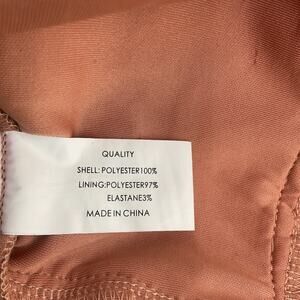 QUALITY
SHELL: POLYESTER100%
LINING:POLYESTER97%
ELASTANE3%
MADE IN CHINA